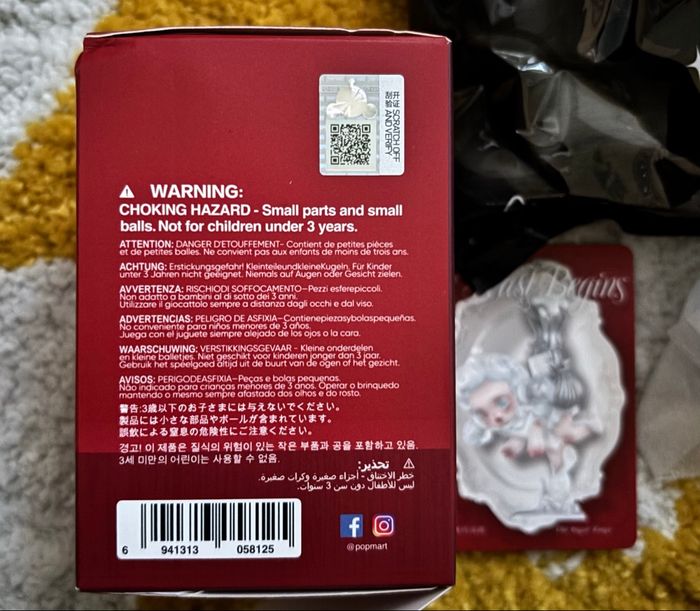 刮开 SCRATCH OFF
验证 AND VERIFY
WARNING:
CHOKING HAZARD - Small parts and small
balls. Not for children under 3 years.
ATTENTION: DANGER D'ETOUFFEMENT- Contient de petites pièces
et de petites balles. Ne convient pas aux enfants de moins de trois ans.
ACHTUNG: Erstickungsgefahr! KleinteileundkleineKugeln. Für Kinder
unter 3 Jahren nicht geeignet. Niemals auf Augen oder Gesicht zielen.
AVVERTENZA: RISCHIODI SOFFOCAMENTO-Pezzi esferepiccoli.
Non adatto a bambini al di sotto dei 3 anni.
Utilizzare il giocattolo sempre a distanza dagli occhi e dal viso.
ADVERTENCIAS: PELIGRO DE ASFIXIA-Contienepiezasybolaspequeñas.
No conveniente para niños menores de 3 años.
Juega con el juguete siempre alejado de los ojos o la cara.
WAARSCHUWING: VERSTIKKINGSGEVAAR - Kleine onderdelen
en kleine balletjes. Niet geschikt voor kinderen jonger dan 3 jaar.
Gebruik het speelgoed altijd uit de buurt van de ogen of het gezicht.
AVISOS: PERIGODEASFIXIA-Peças e bolas pequenas.
Não indicado para crianças menores de 3 anos. Operar o brinquedo
mantendo o mesmo sempre afastado dos olhos e do rosto.
警告:3歳以下のお子さまには与えないでください。
製品には小さな部品やボールが含まれています。
誤飲による窒息の危険性にご注意ください。
경고! 이 제품은 질식의 위험이 있는 작은 부품과 공을 포함하고 있음.
3세 미만의 어린이는 사용할 수 없음.
تحذير:
خطر الاختناق - أجزاء صغيرة وكرات صغيرة.
ليس للأطفال دون سن 3 سنوات.
6 941313 058125
@popmart
Begins